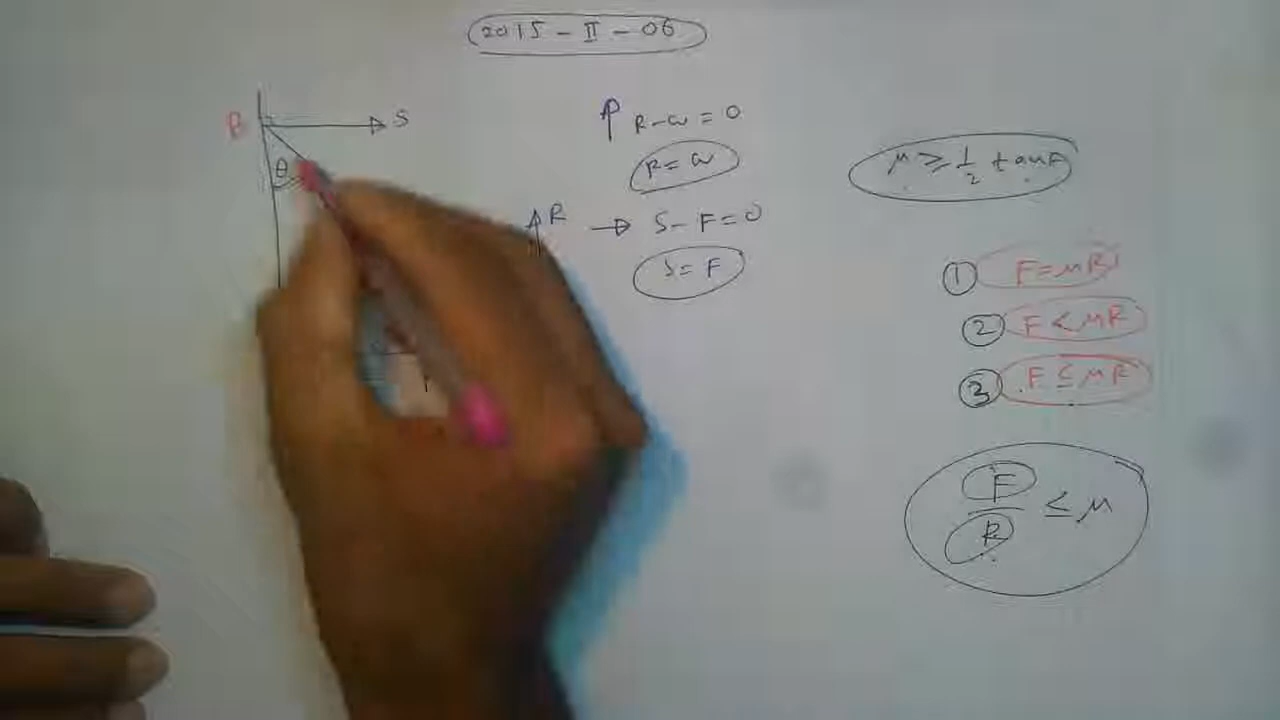 2015 - II - 06
B
S
θ
↑ R - w = 0
R = w
R
→ S - F = 0
S = F
μ ≥ 1/2 tan
① F = μR
② F < μR
③ F ≤ μR
F/R ≤ μ